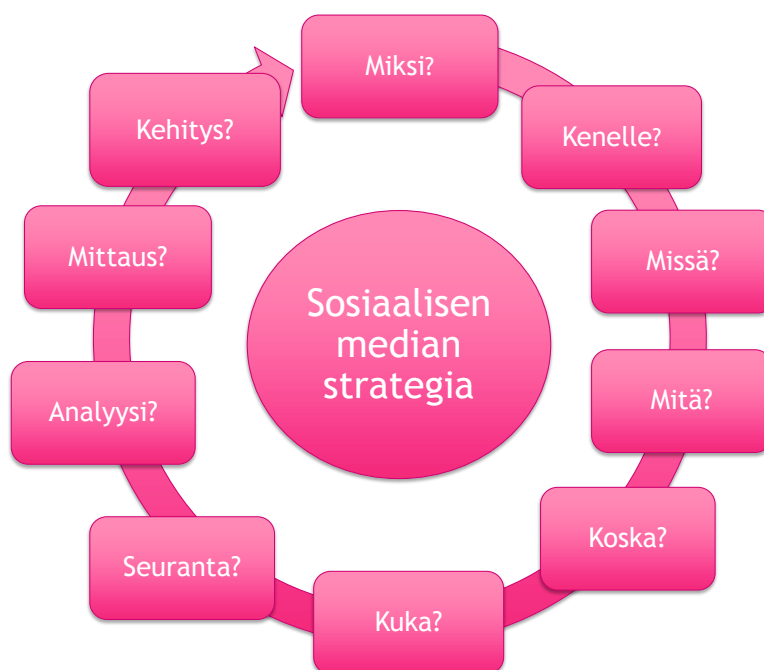 Miksi?
Kenelle?
Missä?
Mitä?
Koska?
Kuka?
Seuranta?
Analyysi?
Mittaus?
Kehitys?
Sosiaalisen
median
strategia